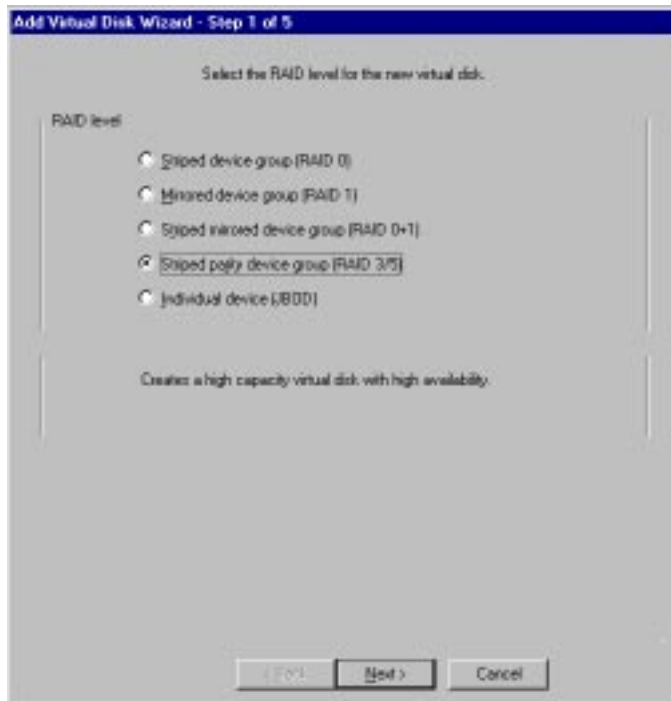 Add Virtual Disk Wizard - Step 1 of 5
Select the RAID level for the new virtual disk.
RAID level
Striped device group (RAID 0)
Mirrored device group (RAID 1)
Striped mirrored device group (RAID 0+1)
Striped parity device group (RAID 3/5)
Individual device (JBOD)
Creates a high capacity virtual disk with high availability.
< Back
Next >
Cancel